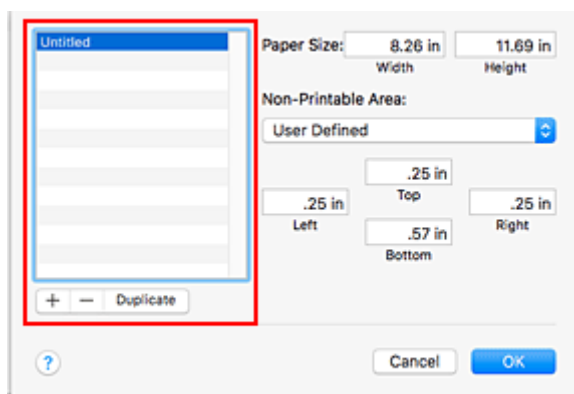 Untitled
Paper Size: 8.26 in 11.69 in
Width Height
Non-Printable Area:
User Defined
.25 in
Top
.25 in .25 in
Left Right
.57 in
Bottom
+ − Duplicate
? Cancel OK